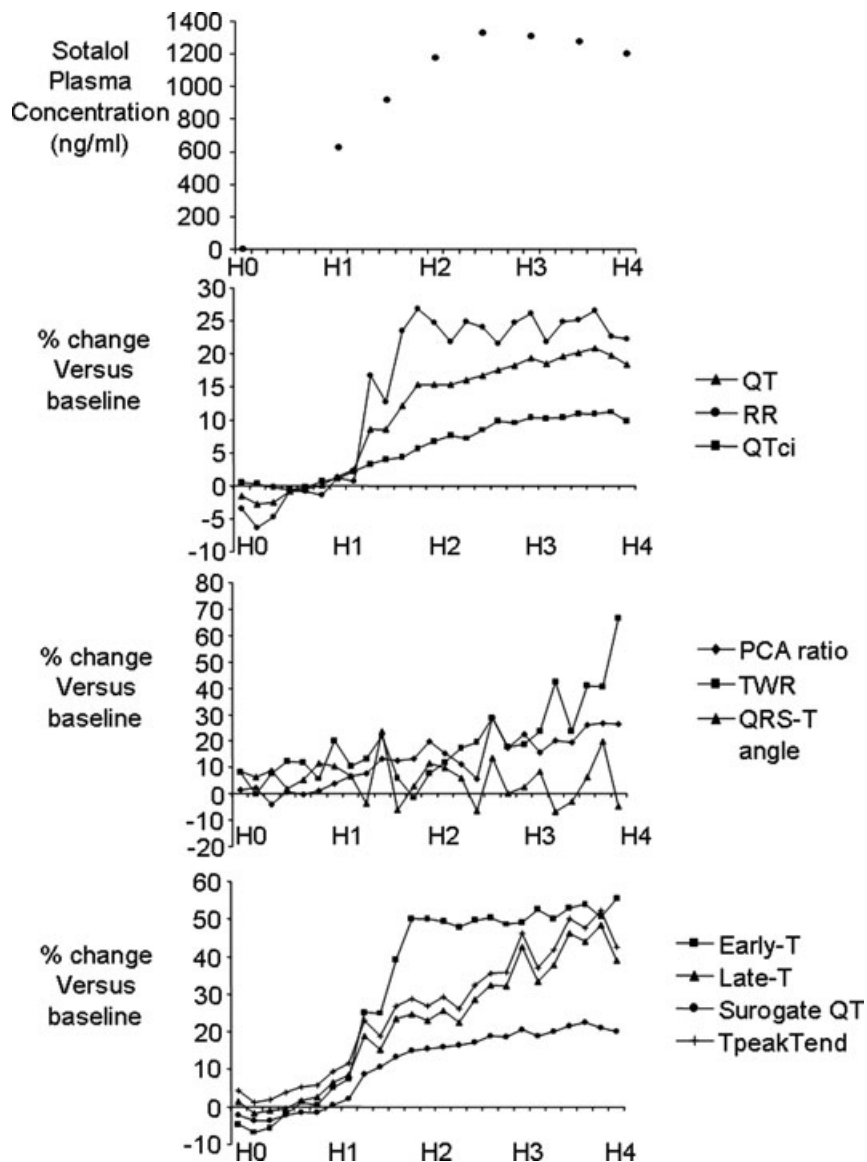 Sotalol
Plasma
Concentration
(ng/ml)
1400
1200
1000
800
600
400
200
0
H0 H1 H2 H3 H4
% change
Versus
baseline
30
25
20
15
10
5
0
-5
-10
H0 H1 H2 H3 H4
QT
RR
QTci
% change
Versus
baseline
80
70
60
50
40
30
20
10
0
-10
-20
H0 H1 H2 H3 H4
PCA ratio
TWR
QRS-T
angle
% change
Versus
baseline
60
50
40
30
20
10
0
-10
H0 H1 H2 H3 H4
Early-T
Late-T
Surogate QT
TpeakTend